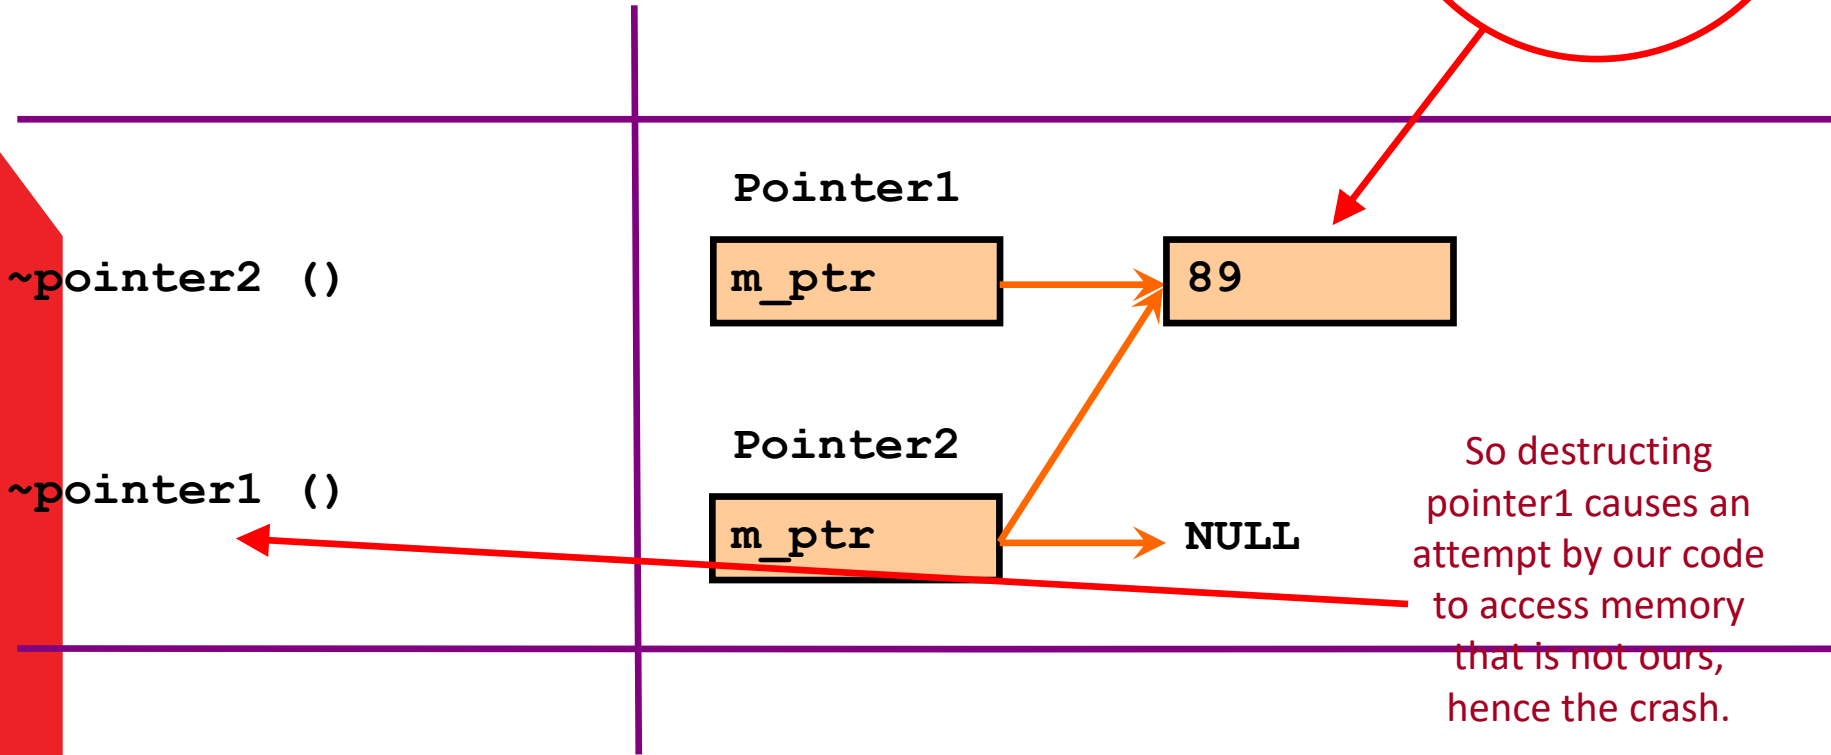 Pointer1
~pointer2 ()
m_ptr
89
Pointer2
~pointer1 ()
m_ptr
NULL
So destructing
pointer1 causes an
attempt by our code
to access memory
that is not ours,
hence the crash.